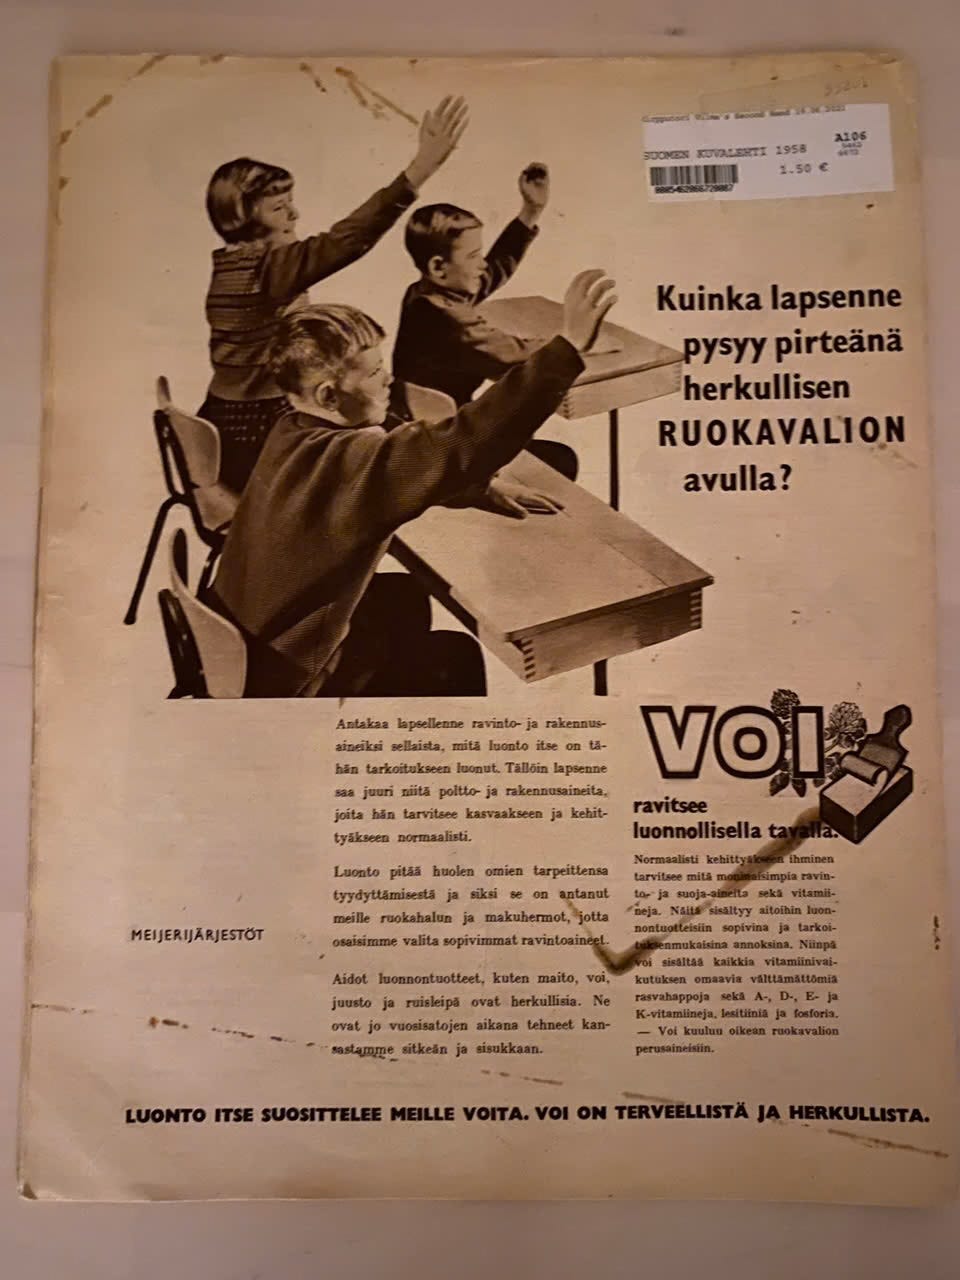 55201
Second Hand
SUOMEN KUVALEHTI 1958
A106
5462
6672
1.50 €
0005462066720007
Kuinka lapsenne
pysyy pirteänä
herkullisen
RUOKAVALION
avulla?
Antakaa lapsellenne ravinto- ja rakennus-
aineiksi sellaista, mitä luonto itse on tä-
hän tarkoitukseen luonut. Tällöin lapsenne
saa juuri niitä poltto- ja rakennusaineita,
joita hän tarvitsee kasvaakseen ja kehit-
tyäkseen normaalisti.
Luonto pitää huolen omien tarpeittensa
tyydyttämisestä ja siksi se on antanut
meille ruokahalun ja makuhermot, jotta
osaisimme valita sopivimmat ravintoaineet.
Aidot luonnontuotteet, kuten maito, voi,
juusto ja ruisleipä ovat herkullisia. Ne
ovat jo vuosisatojen aikana tehneet kan-
sastamme sitkeän ja sisukkaan.
MEIJERIJÄRJESTÖT
VOI
ravitsee
luonnollisella tavalla.
Normaalisti kehittyäkseen ihminen
tarvitsee mitä moninaisimpia ravin-
to- ja suoja-aineita sekä vitamii-
neja. Näitä sisältyy aitoihin luon-
nontuotteisiin sopivina ja tarkoi-
tuksenmukaisina annoksina. Niinpä
voi sisältää kaikkia vitamiinivai-
kutuksen omaavia välttämättömiä
rasvahappoja sekä A-, D-, E- ja
K-vitamiineja, lesitiiniä ja fosforia.
— Voi kuuluu oikean ruokavalion
perusaineisiin.
LUONTO ITSE SUOSITTELEE MEILLE VOITA. VOI ON TERVEELLISTÄ JA HERKULLISTA.